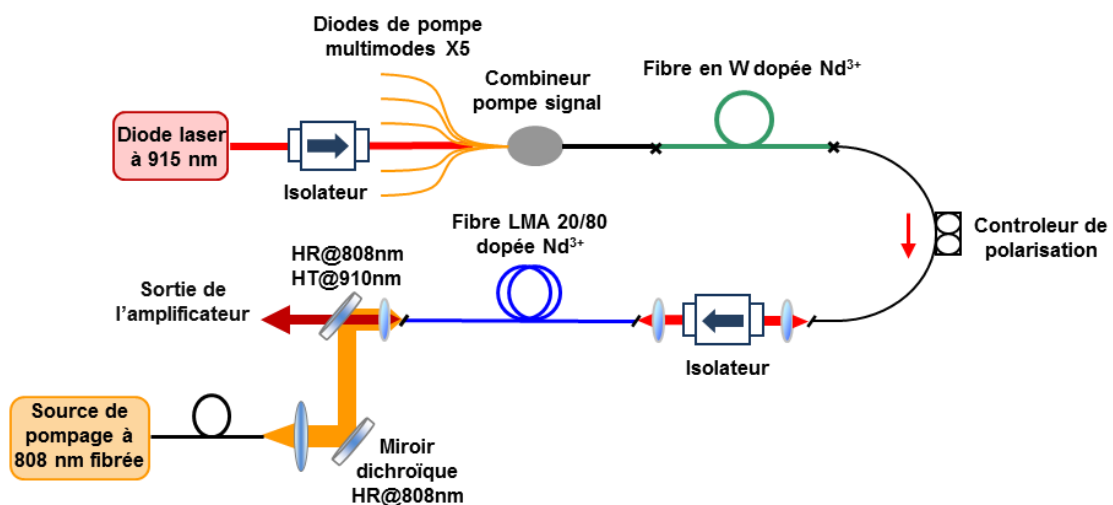 Diodes de pompe
multimodes X5
Combineur
pompe signal
Fibre en W dopée Nd³⁺
Diode laser
à 915 nm
Isolateur
Fibre LMA 20/80
dopée Nd³⁺
Controleur de
polarisation
HR@808nm
HT@910nm
Sortie de
l’amplificateur
Isolateur
Source de
pompage à
808 nm fibrée
Miroir
dichroïque
HR@808nm